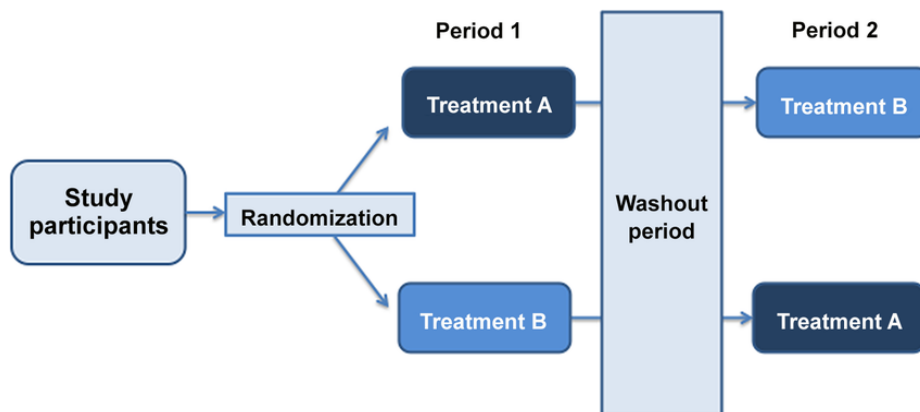 Period 1
Period 2
Treatment A
Treatment B
Study
participants
Randomization
Washout
period
Treatment B
Treatment A